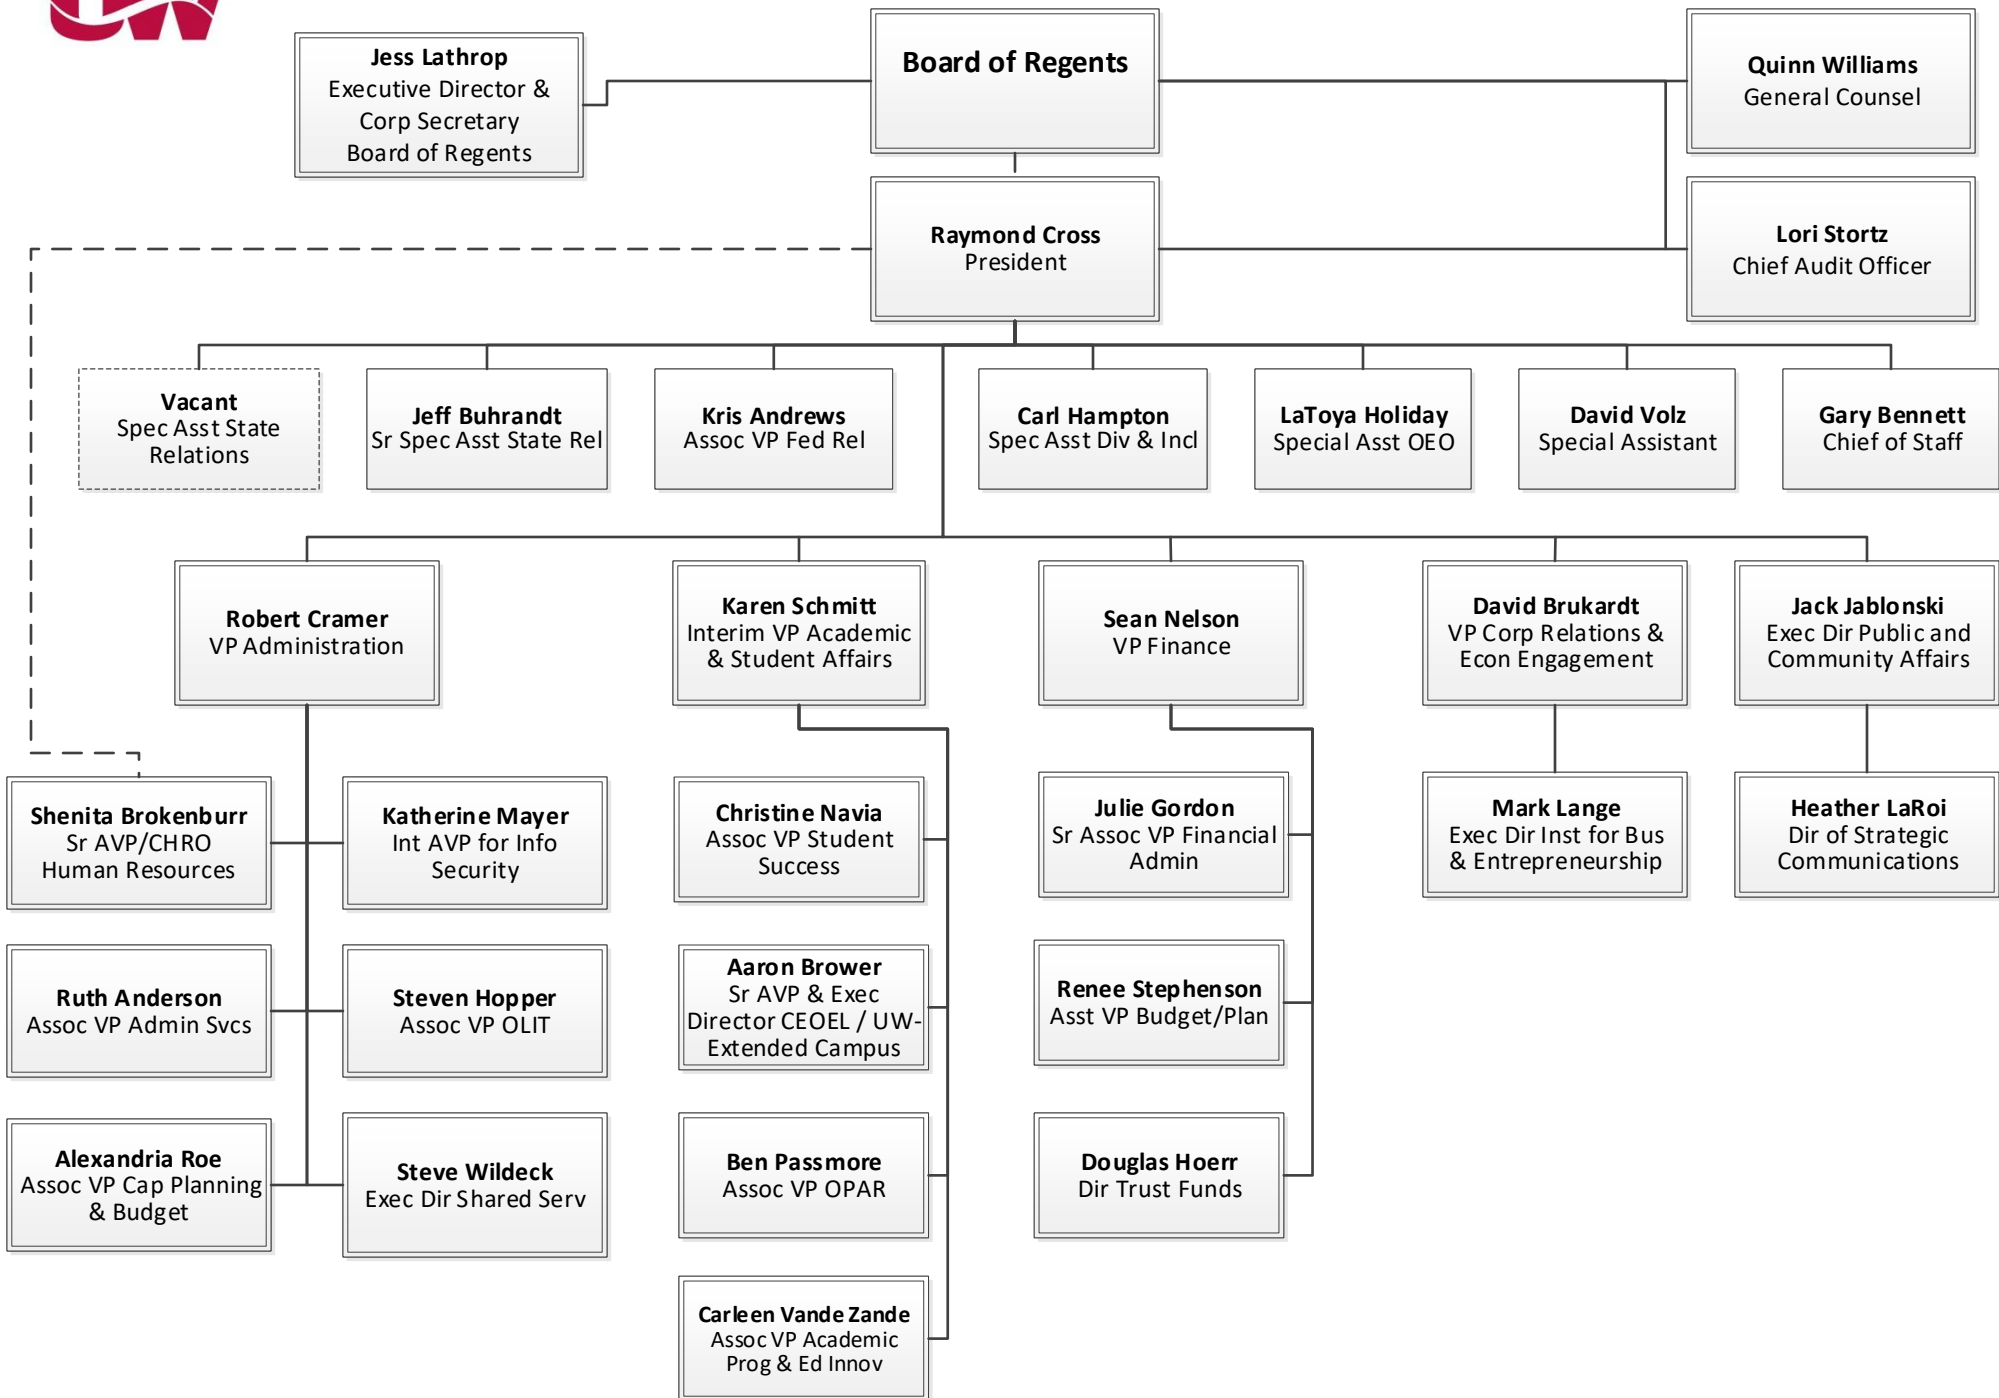 UW
Jess Lathrop
Executive Director &
Corp Secretary
Board of Regents
Board of Regents
Quinn Williams
General Counsel
Raymond Cross
President
Lori Stortz
Chief Audit Officer
Vacant
Spec Asst State
Relations
Jeff Buhrandt
Sr Spec Asst State Rel
Kris Andrews
Assoc VP Fed Rel
Carl Hampton
Spec Asst Div & Incl
LaToya Holiday
Special Asst OEO
David Volz
Special Assistant
Gary Bennett
Chief of Staff
Robert Cramer
VP Administration
Karen Schmitt
Interim VP Academic
& Student Affairs
Sean Nelson
VP Finance
David Brukardt
VP Corp Relations &
Econ Engagement
Jack Jablonski
Exec Dir Public and
Community Affairs
Shenita Brokenburr
Sr AVP/CHRO
Human Resources
Katherine Mayer
Int AVP for Info
Security
Christine Navia
Assoc VP Student
Success
Julie Gordon
Sr Assoc VP Financial
Admin
Mark Lange
Exec Dir Inst for Bus
& Entrepreneurship
Heather LaRoi
Dir of Strategic
Communications
Ruth Anderson
Assoc VP Admin Svcs
Steven Hopper
Assoc VP OLIT
Aaron Brower
Sr AVP & Exec
Director CEOEL / UW-
Extended Campus
Renee Stephenson
Asst VP Budget/Plan
Alexandria Roe
Assoc VP Cap Planning
& Budget
Steve Wildeck
Exec Dir Shared Serv
Ben Passmore
Assoc VP OPAR
Douglas Hoerr
Dir Trust Funds
Carleen Vande Zande
Assoc VP Academic
Prog & Ed Innov